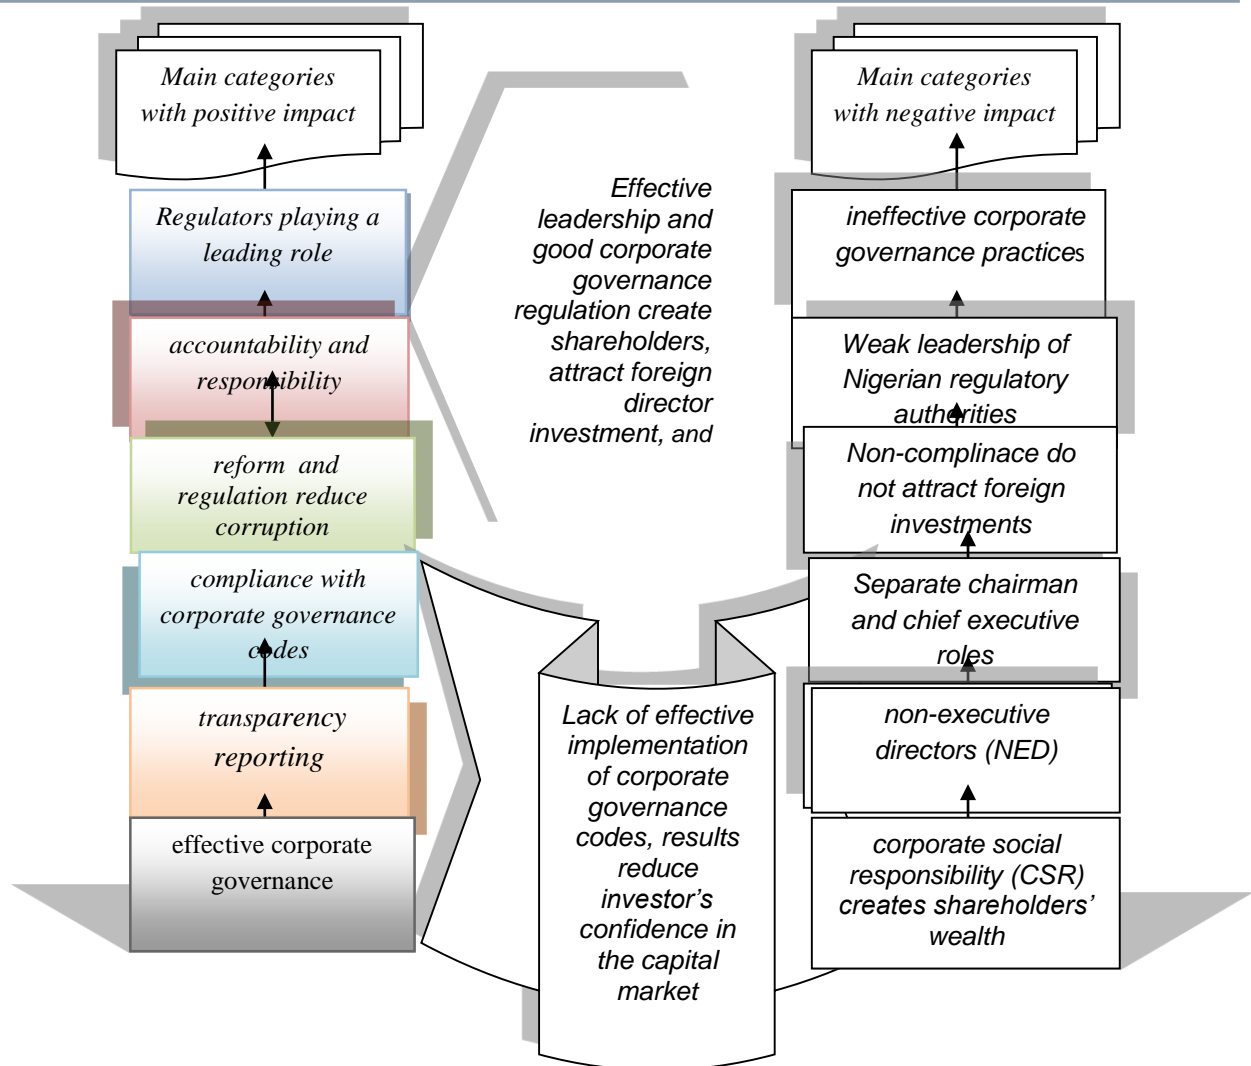 Main categories
with positive impact
Regulators playing a
leading role
accountability and
responsibility
reform and
regulation reduce
corruption
compliance with
corporate governance
codes
transparency
reporting
effective corporate
governance
Effective
leadership and
good corporate
governance
regulation create
shareholders,
attract foreign
director
investment, and
Lack of effective
implementation
of corporate
governance
codes, results
reduce
investor's
confidence in
the capital
market
Main categories
with negative impact
ineffective corporate
governance practices
Weak leadership of
Nigerian regulatory
authorities
Non-complinace do
not attract foreign
investments
Separate chairman
and chief executive
roles
non-executive
directors (NED)
corporate social
responsibility (CSR)
creates shareholders'
wealth